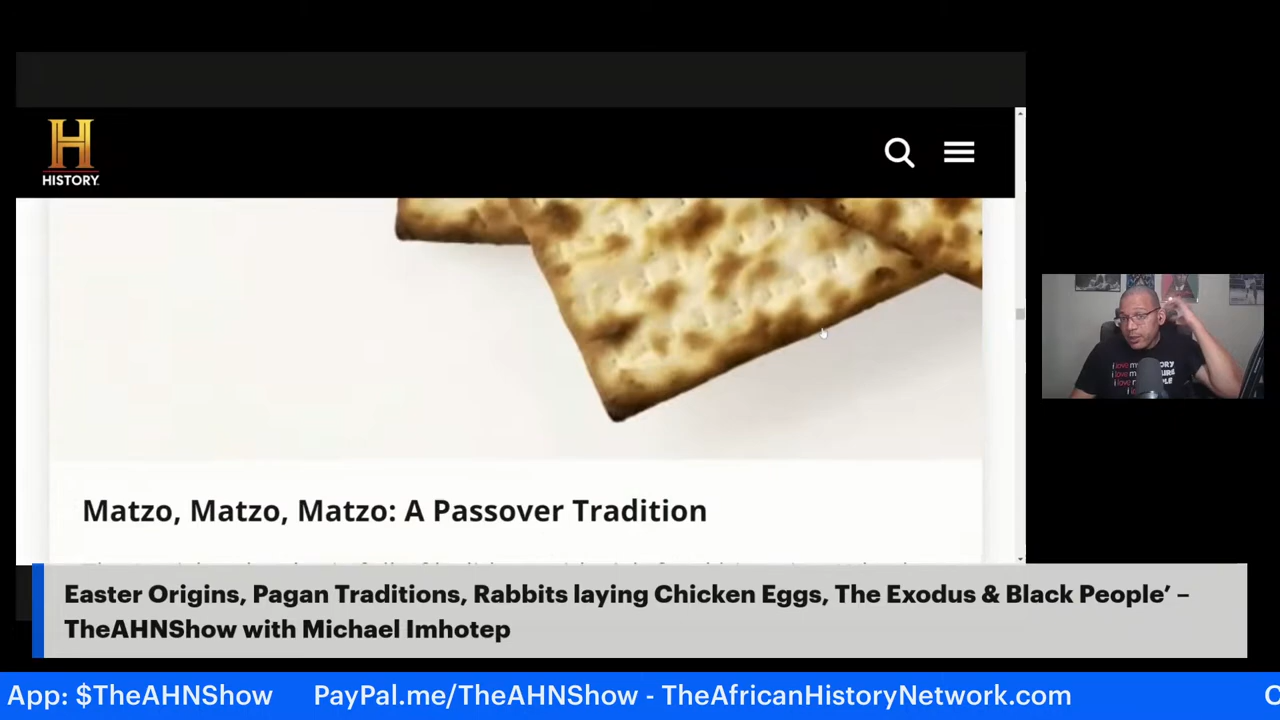 H
HISTORY
Matzo, Matzo, Matzo: A Passover Tradition
Easter Origins, Pagan Traditions, Rabbits laying Chicken Eggs, The Exodus & Black People’ –
TheAHNShow with Michael Imhotep
App: $TheAHNShow PayPal.me/TheAHNShow - TheAfricanHistoryNetwork.com